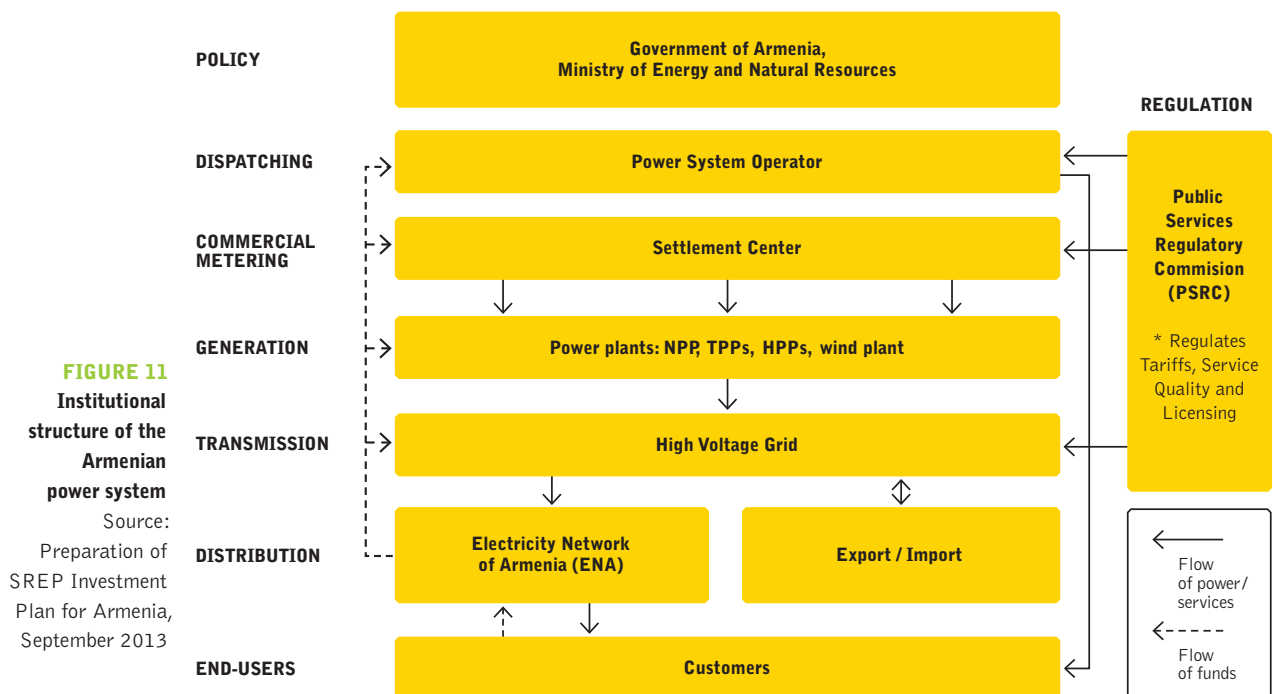 POLICY
Government of Armenia,
Ministry of Energy and Natural Resources
REGULATION
DISPATCHING
Power System Operator
COMMERCIAL
METERING
Settlement Center
Public
Services
Regulatory
Commision
(PSRC)
* Regulates
Tariffs, Service
Quality and
Licensing
GENERATION
Power plants: NPP, TPPs, HPPs, wind plant
TRANSMISSION
High Voltage Grid
DISTRIBUTION
Electricity Network
of Armenia (ENA)
Export / Import
END-USERS
Customers
Flow
of power/
services
Flow
of funds
FIGURE 11
Institutional
structure of the
Armenian
power system
Source:
Preparation of
SREP Investment
Plan for Armenia,
September 2013